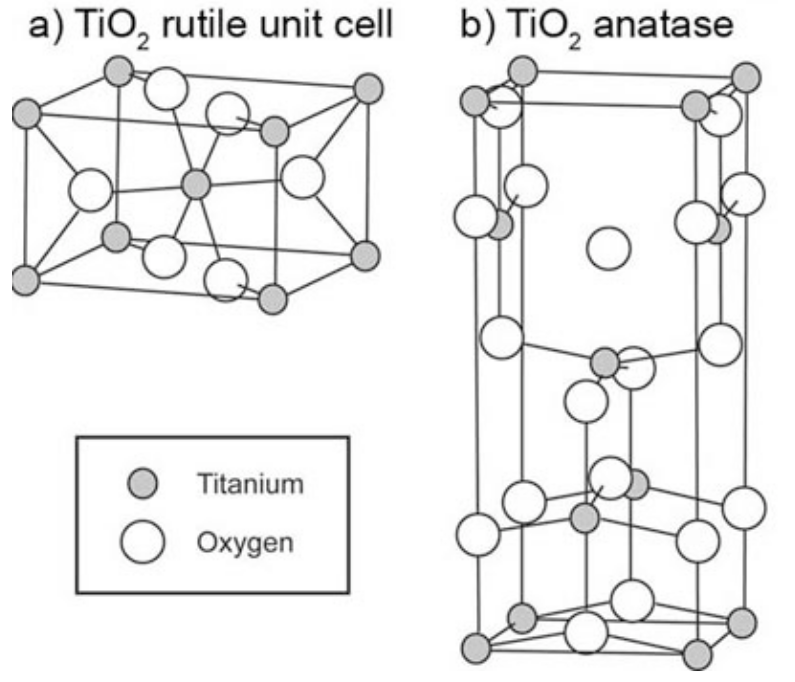 a) TiO₂ rutile unit cell
b) TiO₂ anatase
Titanium
Oxygen